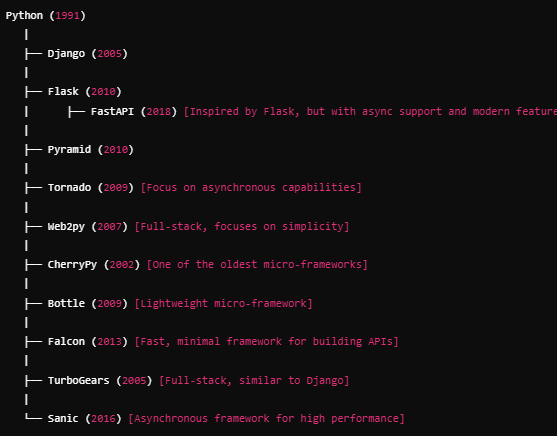 Python (1991)
|
├── Django (2005)
|
├── Flask (2010)
|      ├── FastAPI (2018) [Inspired by Flask, but with async support and modern feature
|
├── Pyramid (2010)
|
├── Tornado (2009) [Focus on asynchronous capabilities]
|
├── Web2py (2007) [Full-stack, focuses on simplicity]
|
├── CherryPy (2002) [One of the oldest micro-frameworks]
|
├── Bottle (2009) [Lightweight micro-framework]
|
├── Falcon (2013) [Fast, minimal framework for building APIs]
|
├── TurboGears (2005) [Full-stack, similar to Django]
|
└── Sanic (2016) [Asynchronous framework for high performance]